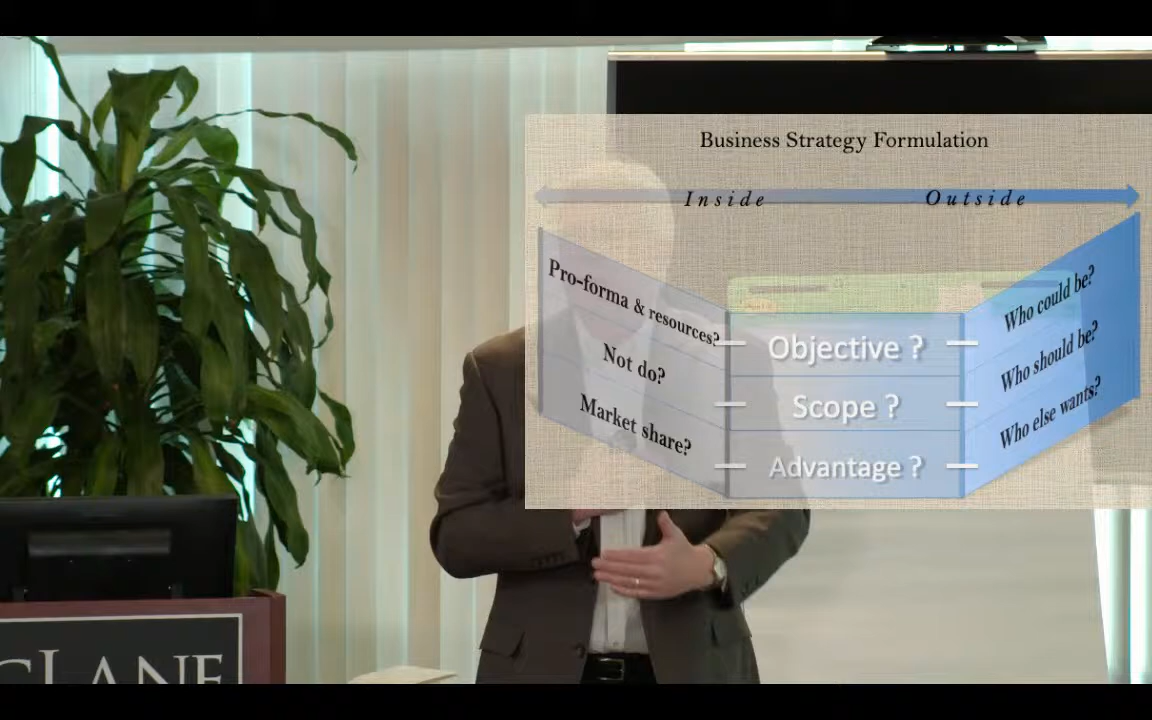 Business Strategy Formulation
Inside Outside
Pro-forma & resources? Objective ? Who could be?
Not do? Scope ? Who should be?
Market share? Advantage ? Who else wants?
cLANE